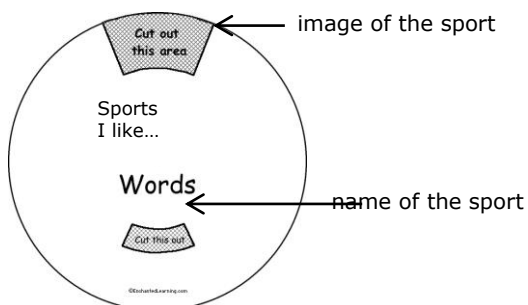 image of the sport
Cut out
this area
Sports
I like…
Words
name of the sport
Cut this out
©EnchantedLearning.com